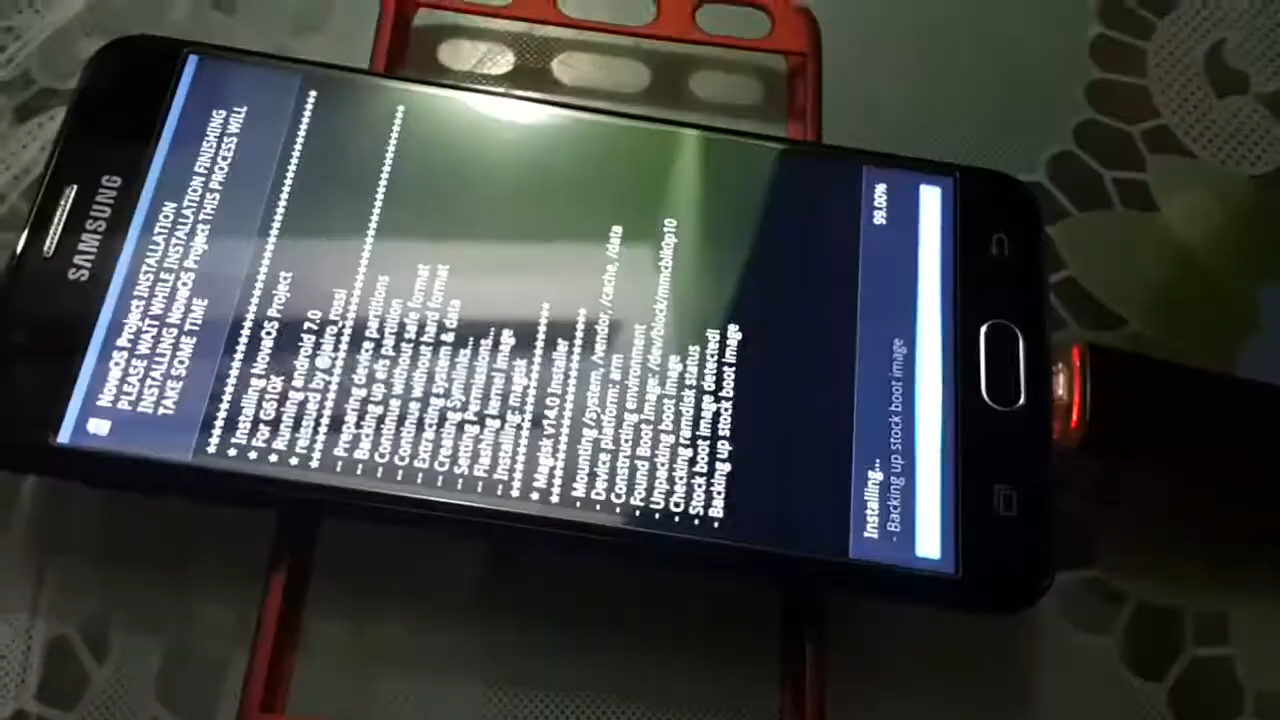 SAMSUNG
NovaOS Project INSTALLATION
PLEASE WAIT WHILE INSTALLATION FINISHING
INSTALLING NovaOS Project THIS PROCESS WILL
TAKE SOME TIME
* Installing NovaOS Project
* For G610X
* Running android 7.0
* relesed by @jairo_rossi
-- Preparing device partitions
-- Backing up efs partition
-- Continue without safe format
-- Continue without hard format
-- Extracting system & data
-- Creating Symlinks...
-- Setting Permissions...
-- Flashing kernel image
-- Installing: magisk
* Magisk v14.0 Installer
- Mounting /system, /vendor, /cache, /data
- Device platform: arm
- Constructing environment
- Found Boot Image: /dev/block/mmcblk0p10
- Unpacking boot image
- Checking ramdisk status
- Stock boot image detected!
- Backing up stock boot image
Installing...
99.00%
- Backing up stock boot image